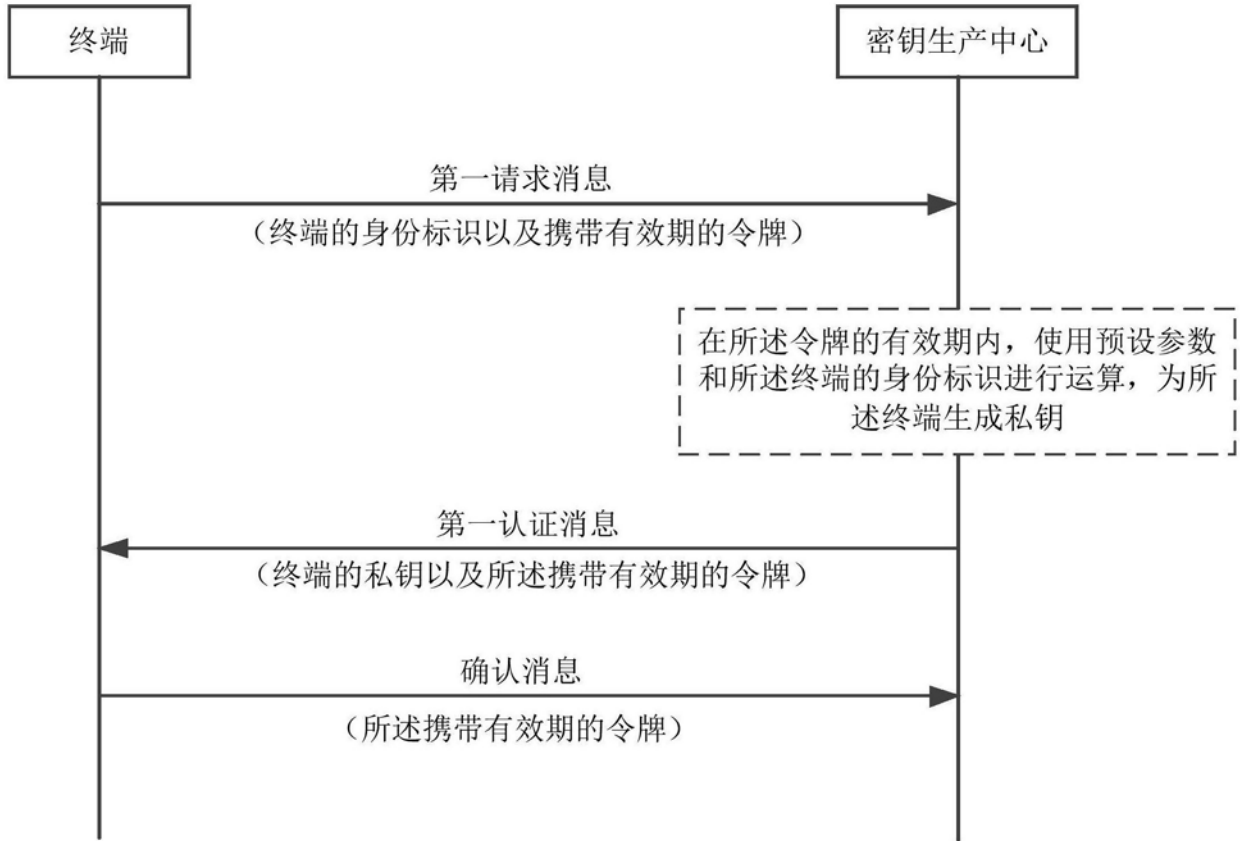 终端
密钥生产中心
第一请求消息
（终端的身份标识以及携带有效期的令牌）
在所述令牌的有效期内，使用预设参数
和所述终端的身份标识进行运算，为所
述终端生成私钥
第一认证消息
（终端的私钥以及所述携带有效期的令牌）
确认消息
（所述携带有效期的令牌）